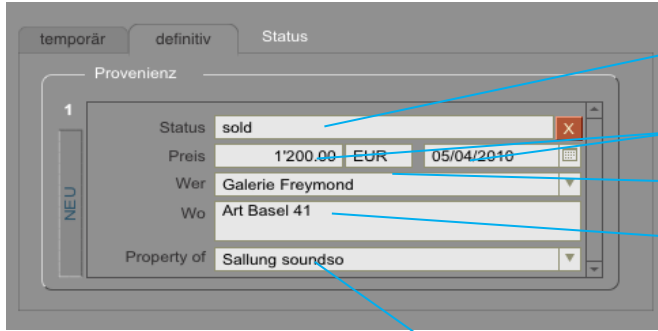 temporär definitiv Status
Provenienz
1
Status sold X
Preis 1'200.00 EUR 05/04/2010
Wer Galerie Freymond
NEU
Wo Art Basel 41
Property of Sallung soundso